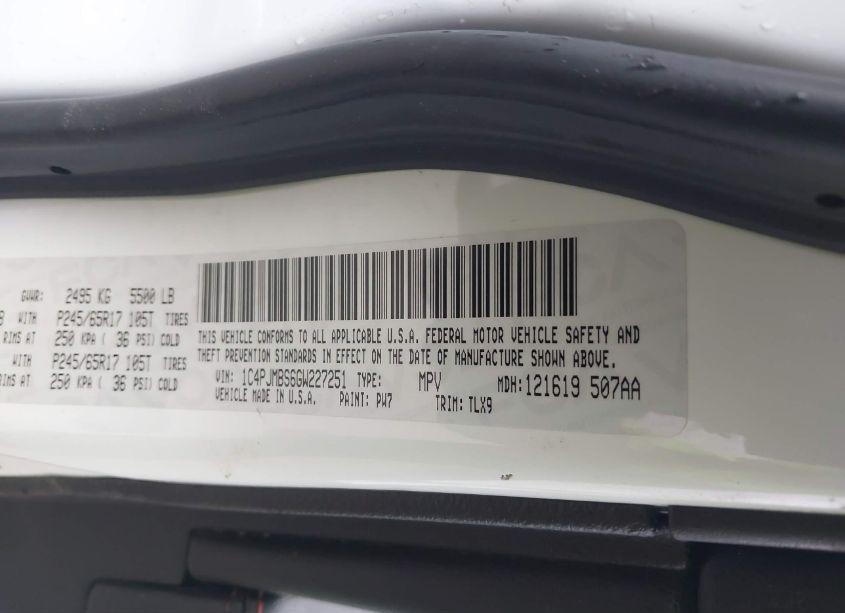 GVWR: 2495 KG 5500 LB
WITH P245/65R17 105T TIRES
RIMS AT 250 KPA ( 36 PSI) COLD
WITH P245/65R17 105T TIRES
RIMS AT 250 KPA ( 36 PSI) COLD
THIS VEHICLE CONFORMS TO ALL APPLICABLE U.S.A. FEDERAL MOTOR VEHICLE SAFETY AND
THEFT PREVENTION STANDARDS IN EFFECT ON THE DATE OF MANUFACTURE SHOWN ABOVE.
VIN: 1C4PJMBS6GW227251 TYPE: MPV MDH: 121619 507AA
VEHICLE MADE IN U.S.A. PAINT: PW7 TRIM: TLX9